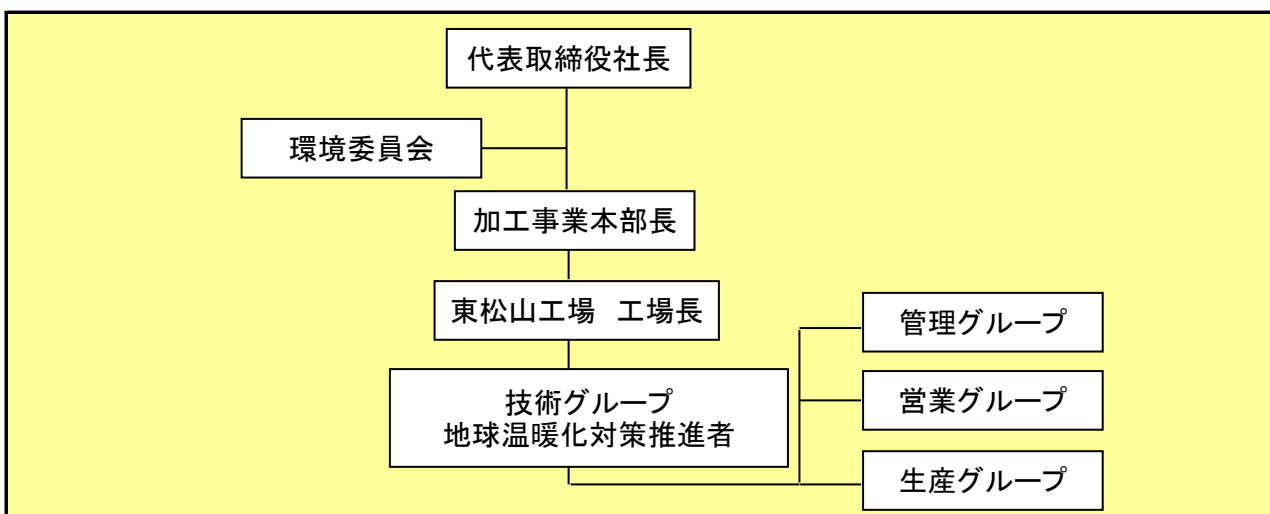 代表取締役社長
環境委員会
加工事業本部長
東松山工場　工場長
管理グループ
技術グループ
地球温暖化対策推進者
営業グループ
生産グループ